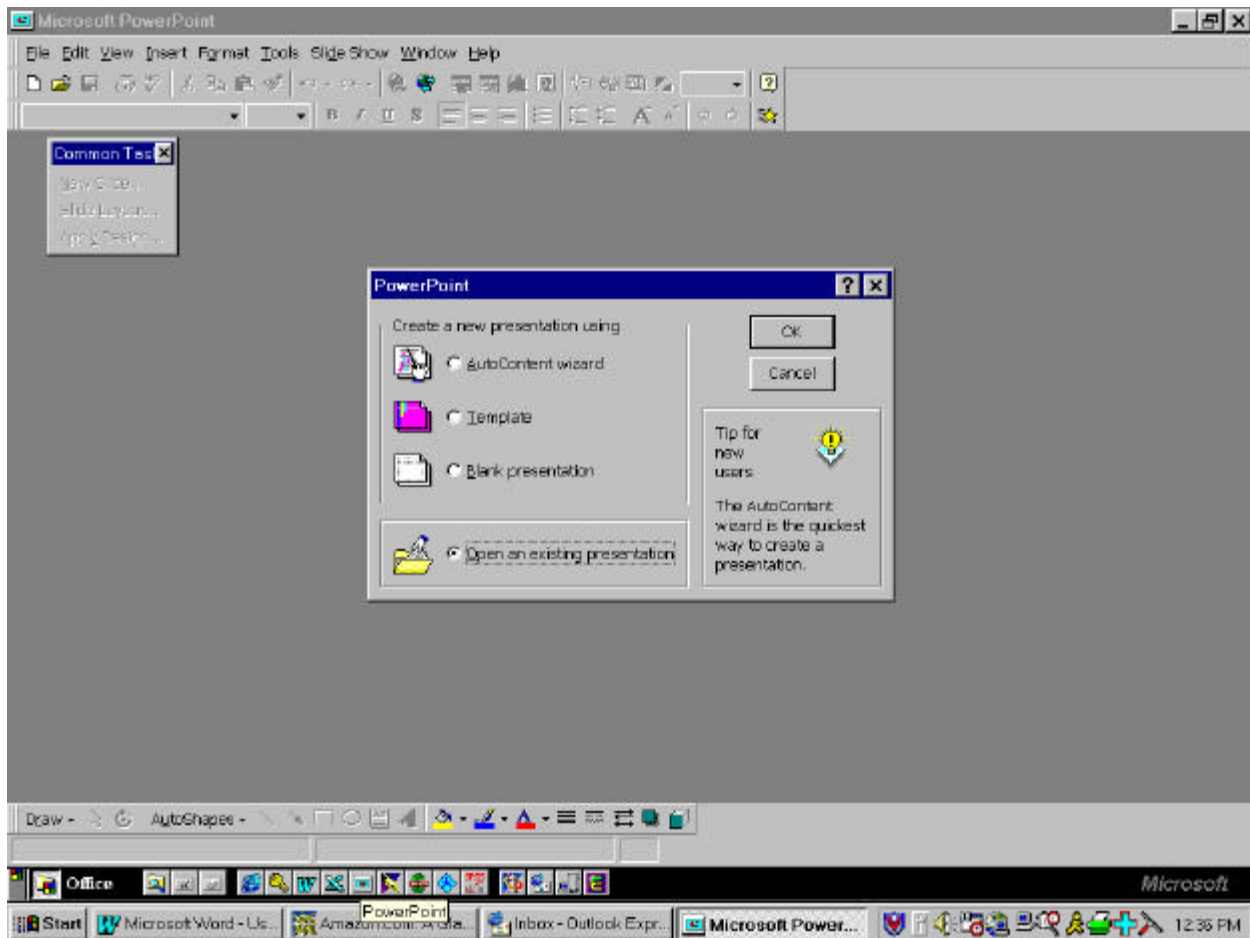 Microsoft PowerPoint
File Edit View Insert Format Tools Slide Show Window Help
B I U S
Common Tas
New Slide...
Slide Layout...
Apply Design...
PowerPoint
Create a new presentation using
AutoContent wizard
Template
Blank presentation
Open an existing presentation
OK
Cancel
Tip for
new
users
The AutoContent
wizard is the quickest
way to create a
presentation.
Draw AutoShapes
Office
Microsoft
PowerPoint
Start Microsoft Word - Us... Amazon.com: A Gla... Inbox - Outlook Expr... Microsoft Power... 12:36 PM